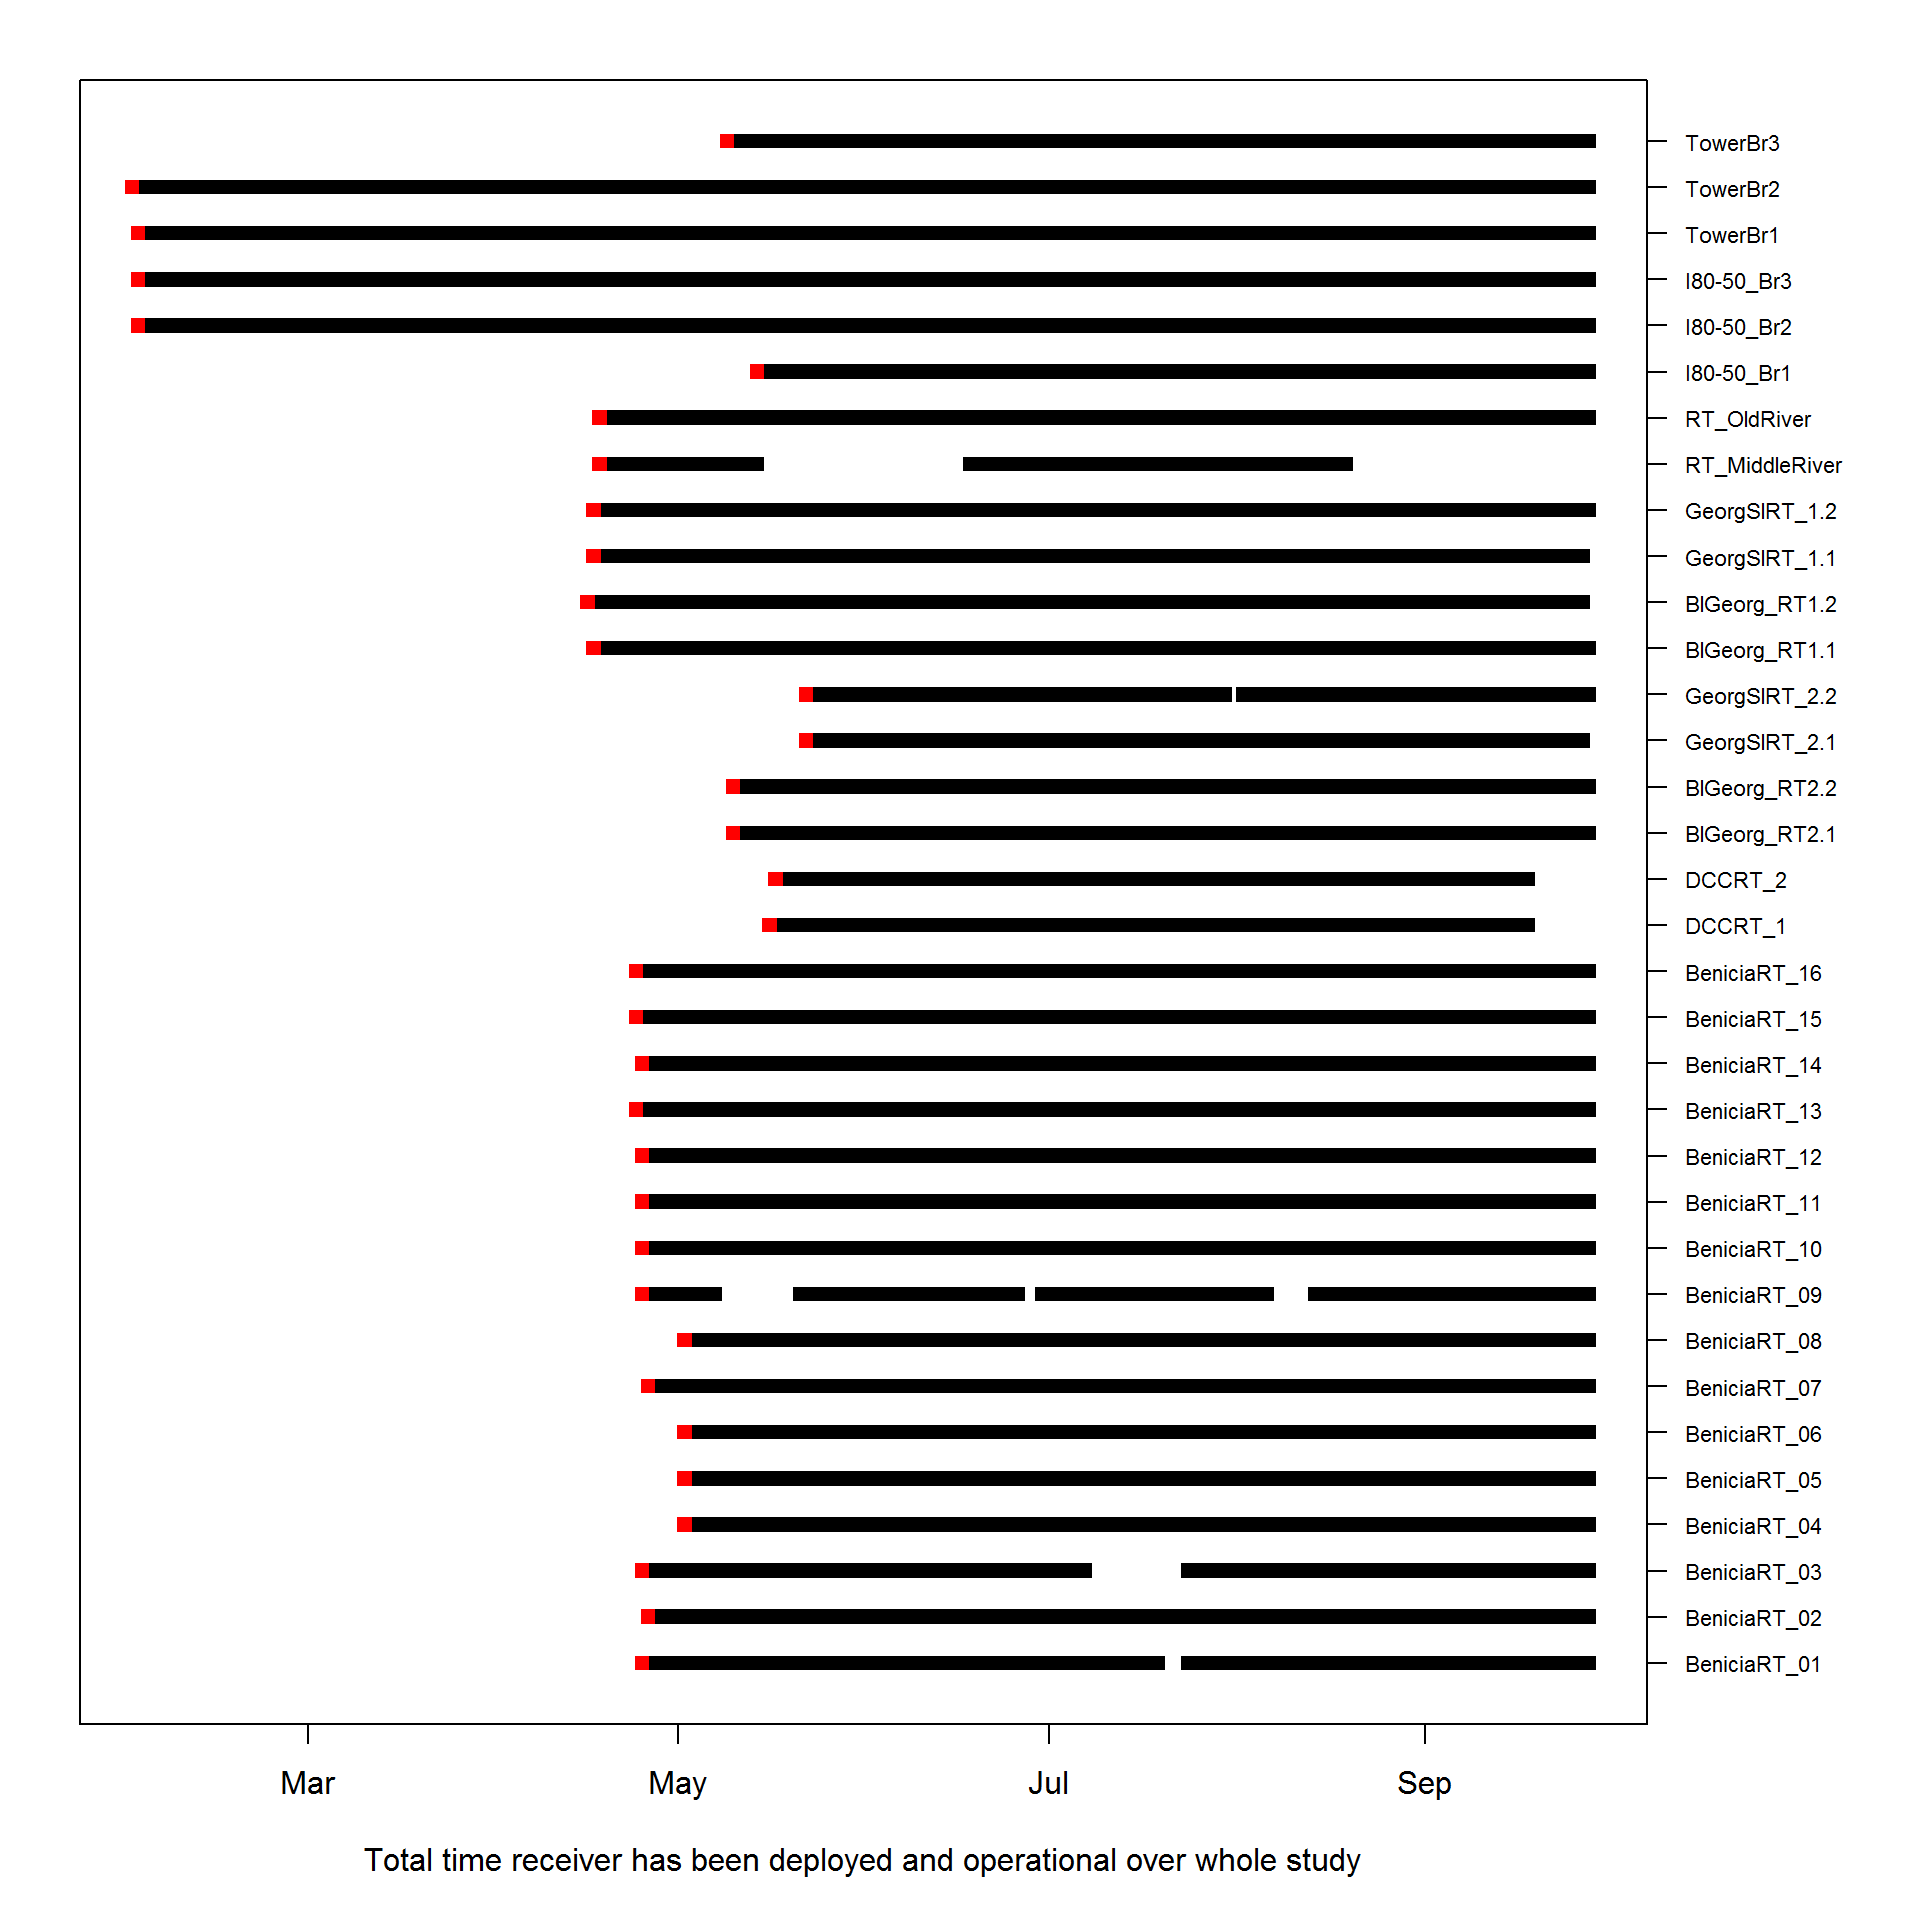 TowerBr3
TowerBr2
TowerBr1
I80-50_Br3
I80-50_Br2
I80-50_Br1
RT_OldRiver
RT_MiddleRiver
GeorgSlRT_1.2
GeorgSlRT_1.1
BlGeorg_RT1.2
BlGeorg_RT1.1
GeorgSlRT_2.2
GeorgSlRT_2.1
BlGeorg_RT2.2
BlGeorg_RT2.1
DCCRT_2
DCCRT_1
BeniciaRT_16
BeniciaRT_15
BeniciaRT_14
BeniciaRT_13
BeniciaRT_12
BeniciaRT_11
BeniciaRT_10
BeniciaRT_09
BeniciaRT_08
BeniciaRT_07
BeniciaRT_06
BeniciaRT_05
BeniciaRT_04
BeniciaRT_03
BeniciaRT_02
BeniciaRT_01
Mar May Jul Sep
Total time receiver has been deployed and operational over whole study